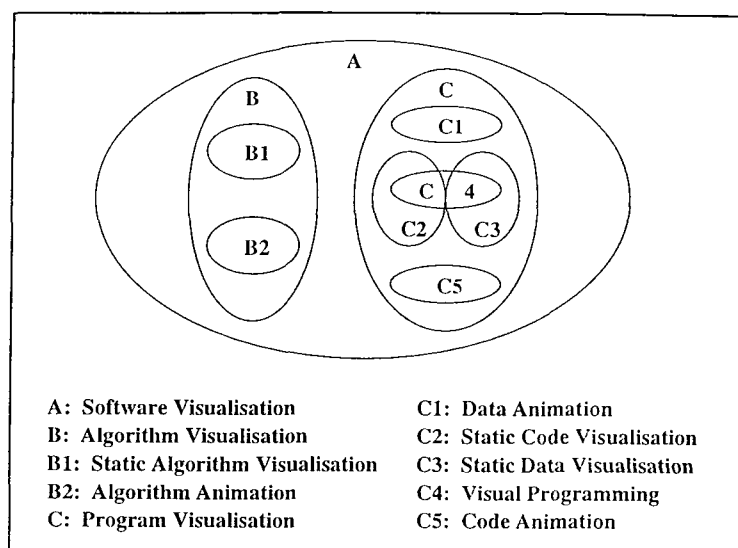 A
B
C
B1
C1
C 4
C2 C3
B2
C5
A: Software Visualisation
B: Algorithm Visualisation
B1: Static Algorithm Visualisation
B2: Algorithm Animation
C: Program Visualisation
C1: Data Animation
C2: Static Code Visualisation
C3: Static Data Visualisation
C4: Visual Programming
C5: Code Animation